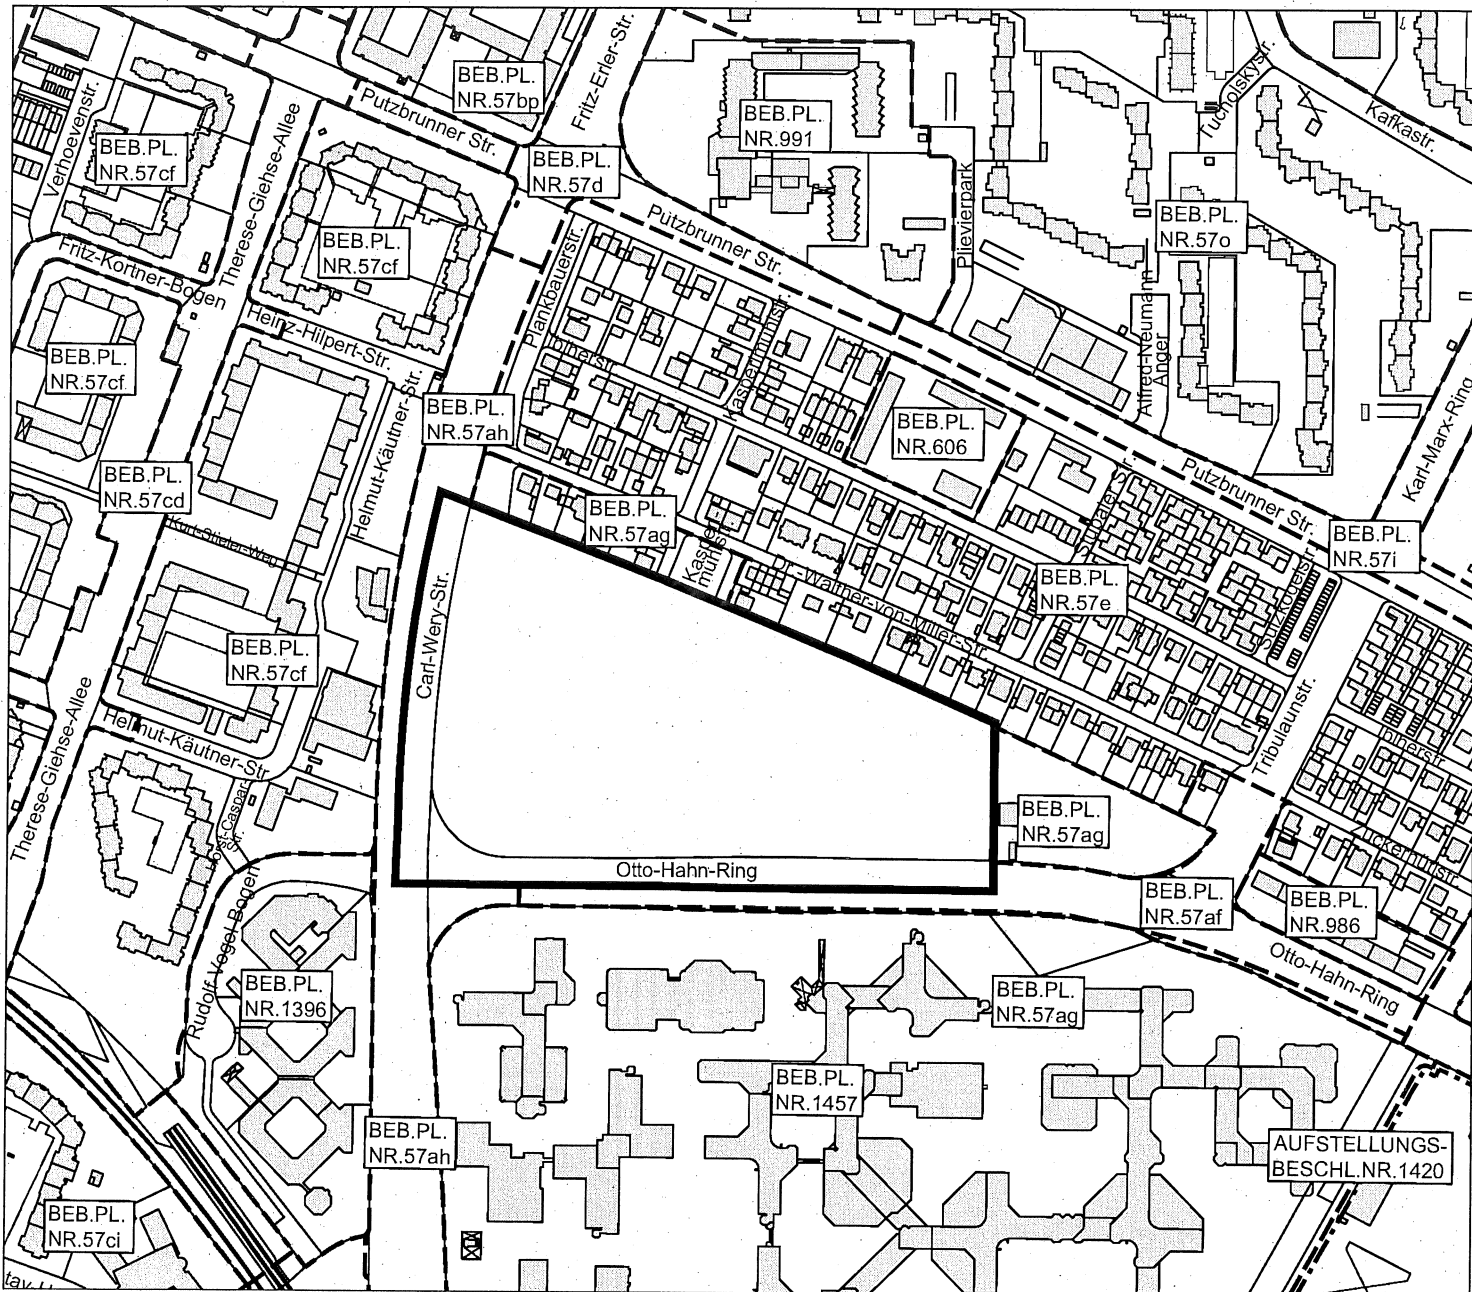 BEB.PL.
NR.57bp
Fritz-Erler-Str.
Putzbrunner Str.
Verhoevenstr.
BEB.PL.
NR.57cf
Therese-Giehse-Allee
BEB.PL.
NR.57d
BEB.PL.
NR.991
Tucholskystr.
Kafkastr.
Plievierpark
BEB.PL.
NR.57o
BEB.PL.
NR.57cf
Fritz-Kortner-Bogen
Putzbrunner Str.
Plankbauerstr.
Heinz-Hilpert-Str.
Alfred-Neumann
Anger
BEB.PL.
NR.57cf
Helmut-Käutner-Str.
BEB.PL.
NR.57ah
BEB.PL.
NR.606
Karl-Marx-Ring
BEB.PL.
NR.57cd
Putzbrunner Str.
BEB.PL.
NR.57ag
BEB.PL.
NR.57i
BEB.PL.
NR.57e
Carl-Wery-Str.
BEB.PL.
NR.57cf
Therese-Giehse-Allee
Helmut-Käutner-Str.
Tribulaunstr.
BEB.PL.
NR.57ag
Otto-Hahn-Ring
BEB.PL.
NR.57af
BEB.PL.
NR.986
Otto-Hahn-Ring
Rudolf-Vogel-Bogen
BEB.PL.
NR.1396
BEB.PL.
NR.57ag
BEB.PL.
NR.1457
BEB.PL.
NR.57ah
AUFSTELLUNGS-
BESCHL.NR.1420
BEB.PL.
NR.57ci